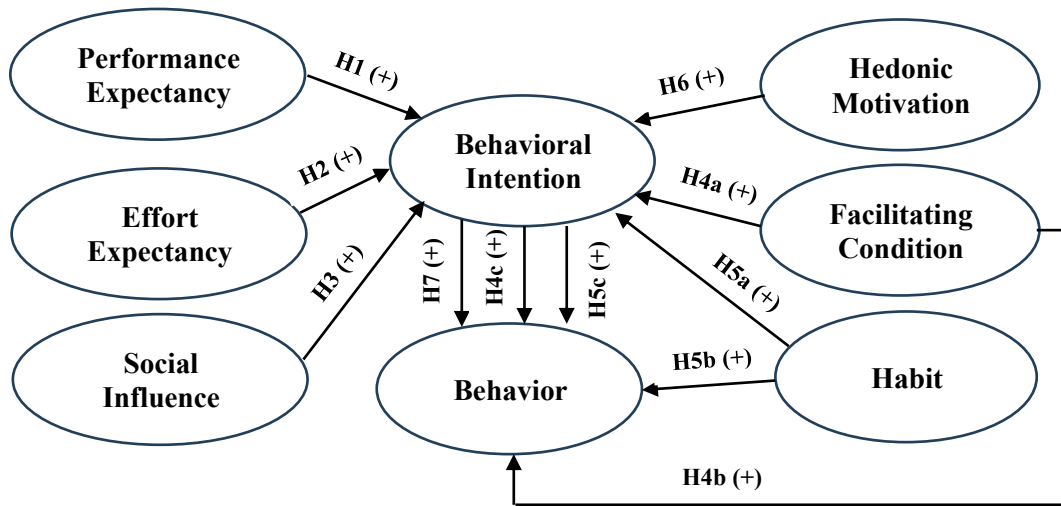 Performance
Expectancy
H1 (+)
Hedonic
Motivation
H6 (+)
Behavioral
Intention
H2 (+)
H4a (+)
Effort
Expectancy
Facilitating
Condition
H3 (+)
H7 (+)
H4c (+)
H5c (+)
H5a (+)
Social
Influence
Behavior
H5b (+)
Habit
H4b (+)